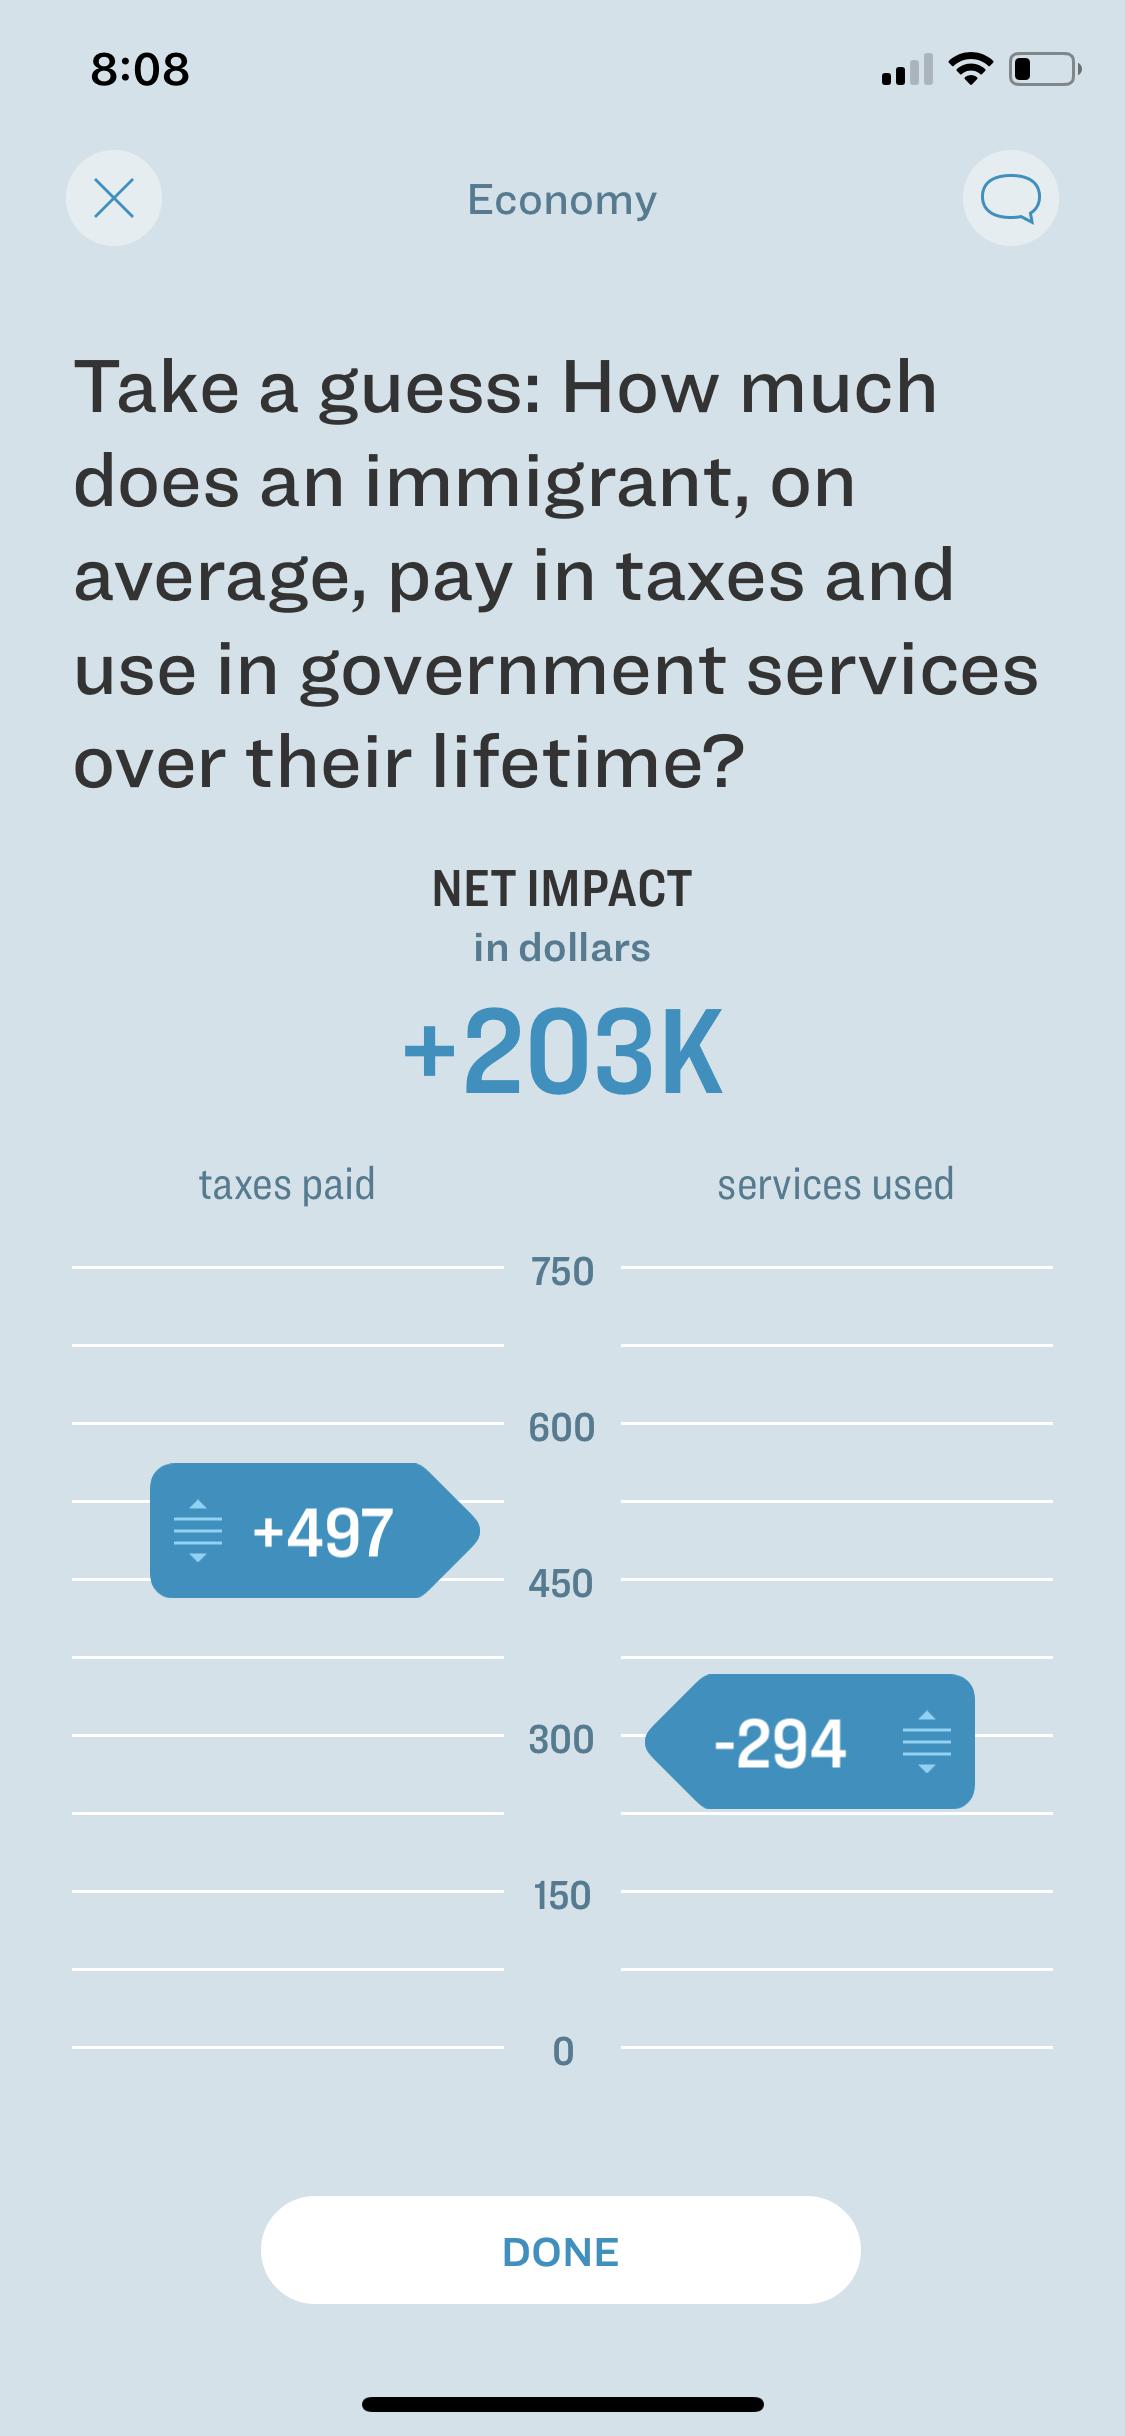 8:08
Economy
Take a guess: How much
does an immigrant, on
average, pay in taxes and
use in government services
over their lifetime?
NET IMPACT
in dollars
+203K
taxes paid
services used
750
600
+497
450
300
-294
150
0
DONE